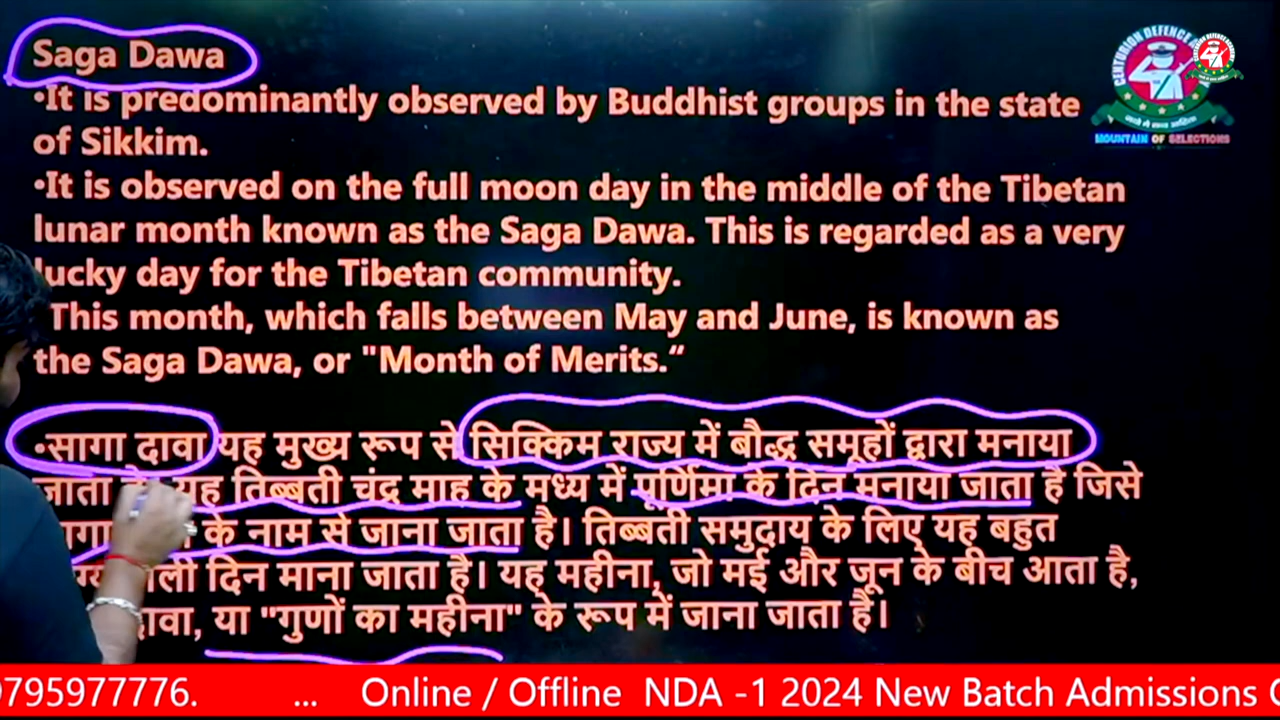 Saga Dawa
•It is predominantly observed by Buddhist groups in the state
of Sikkim.
•It is observed on the full moon day in the middle of the Tibetan
lunar month known as the Saga Dawa. This is regarded as a very
lucky day for the Tibetan community.
This month, which falls between May and June, is known as
the Saga Dawa, or "Month of Merits.“
•सागा दावा यह मुख्य रूप से सिक्किम राज्य में बौद्ध समूहों द्वारा मनाया
जाता यह तिब्बती चंद्र माह के मध्य में पूर्णिमा के दिन मनाया जाता है जिसे
के नाम से जाना जाता है। तिब्बती समुदाय के लिए यह बहुत
दिन माना जाता है। यह महीना, जो मई और जून के बीच आता है,
दावा, या "गुणों का महीना" के रूप में जाना जाता है।
CENTURION DEFENCE
MOUNTAIN OF SELECTIONS
9795977776. ... Online / Offline NDA -1 2024 New Batch Admissions